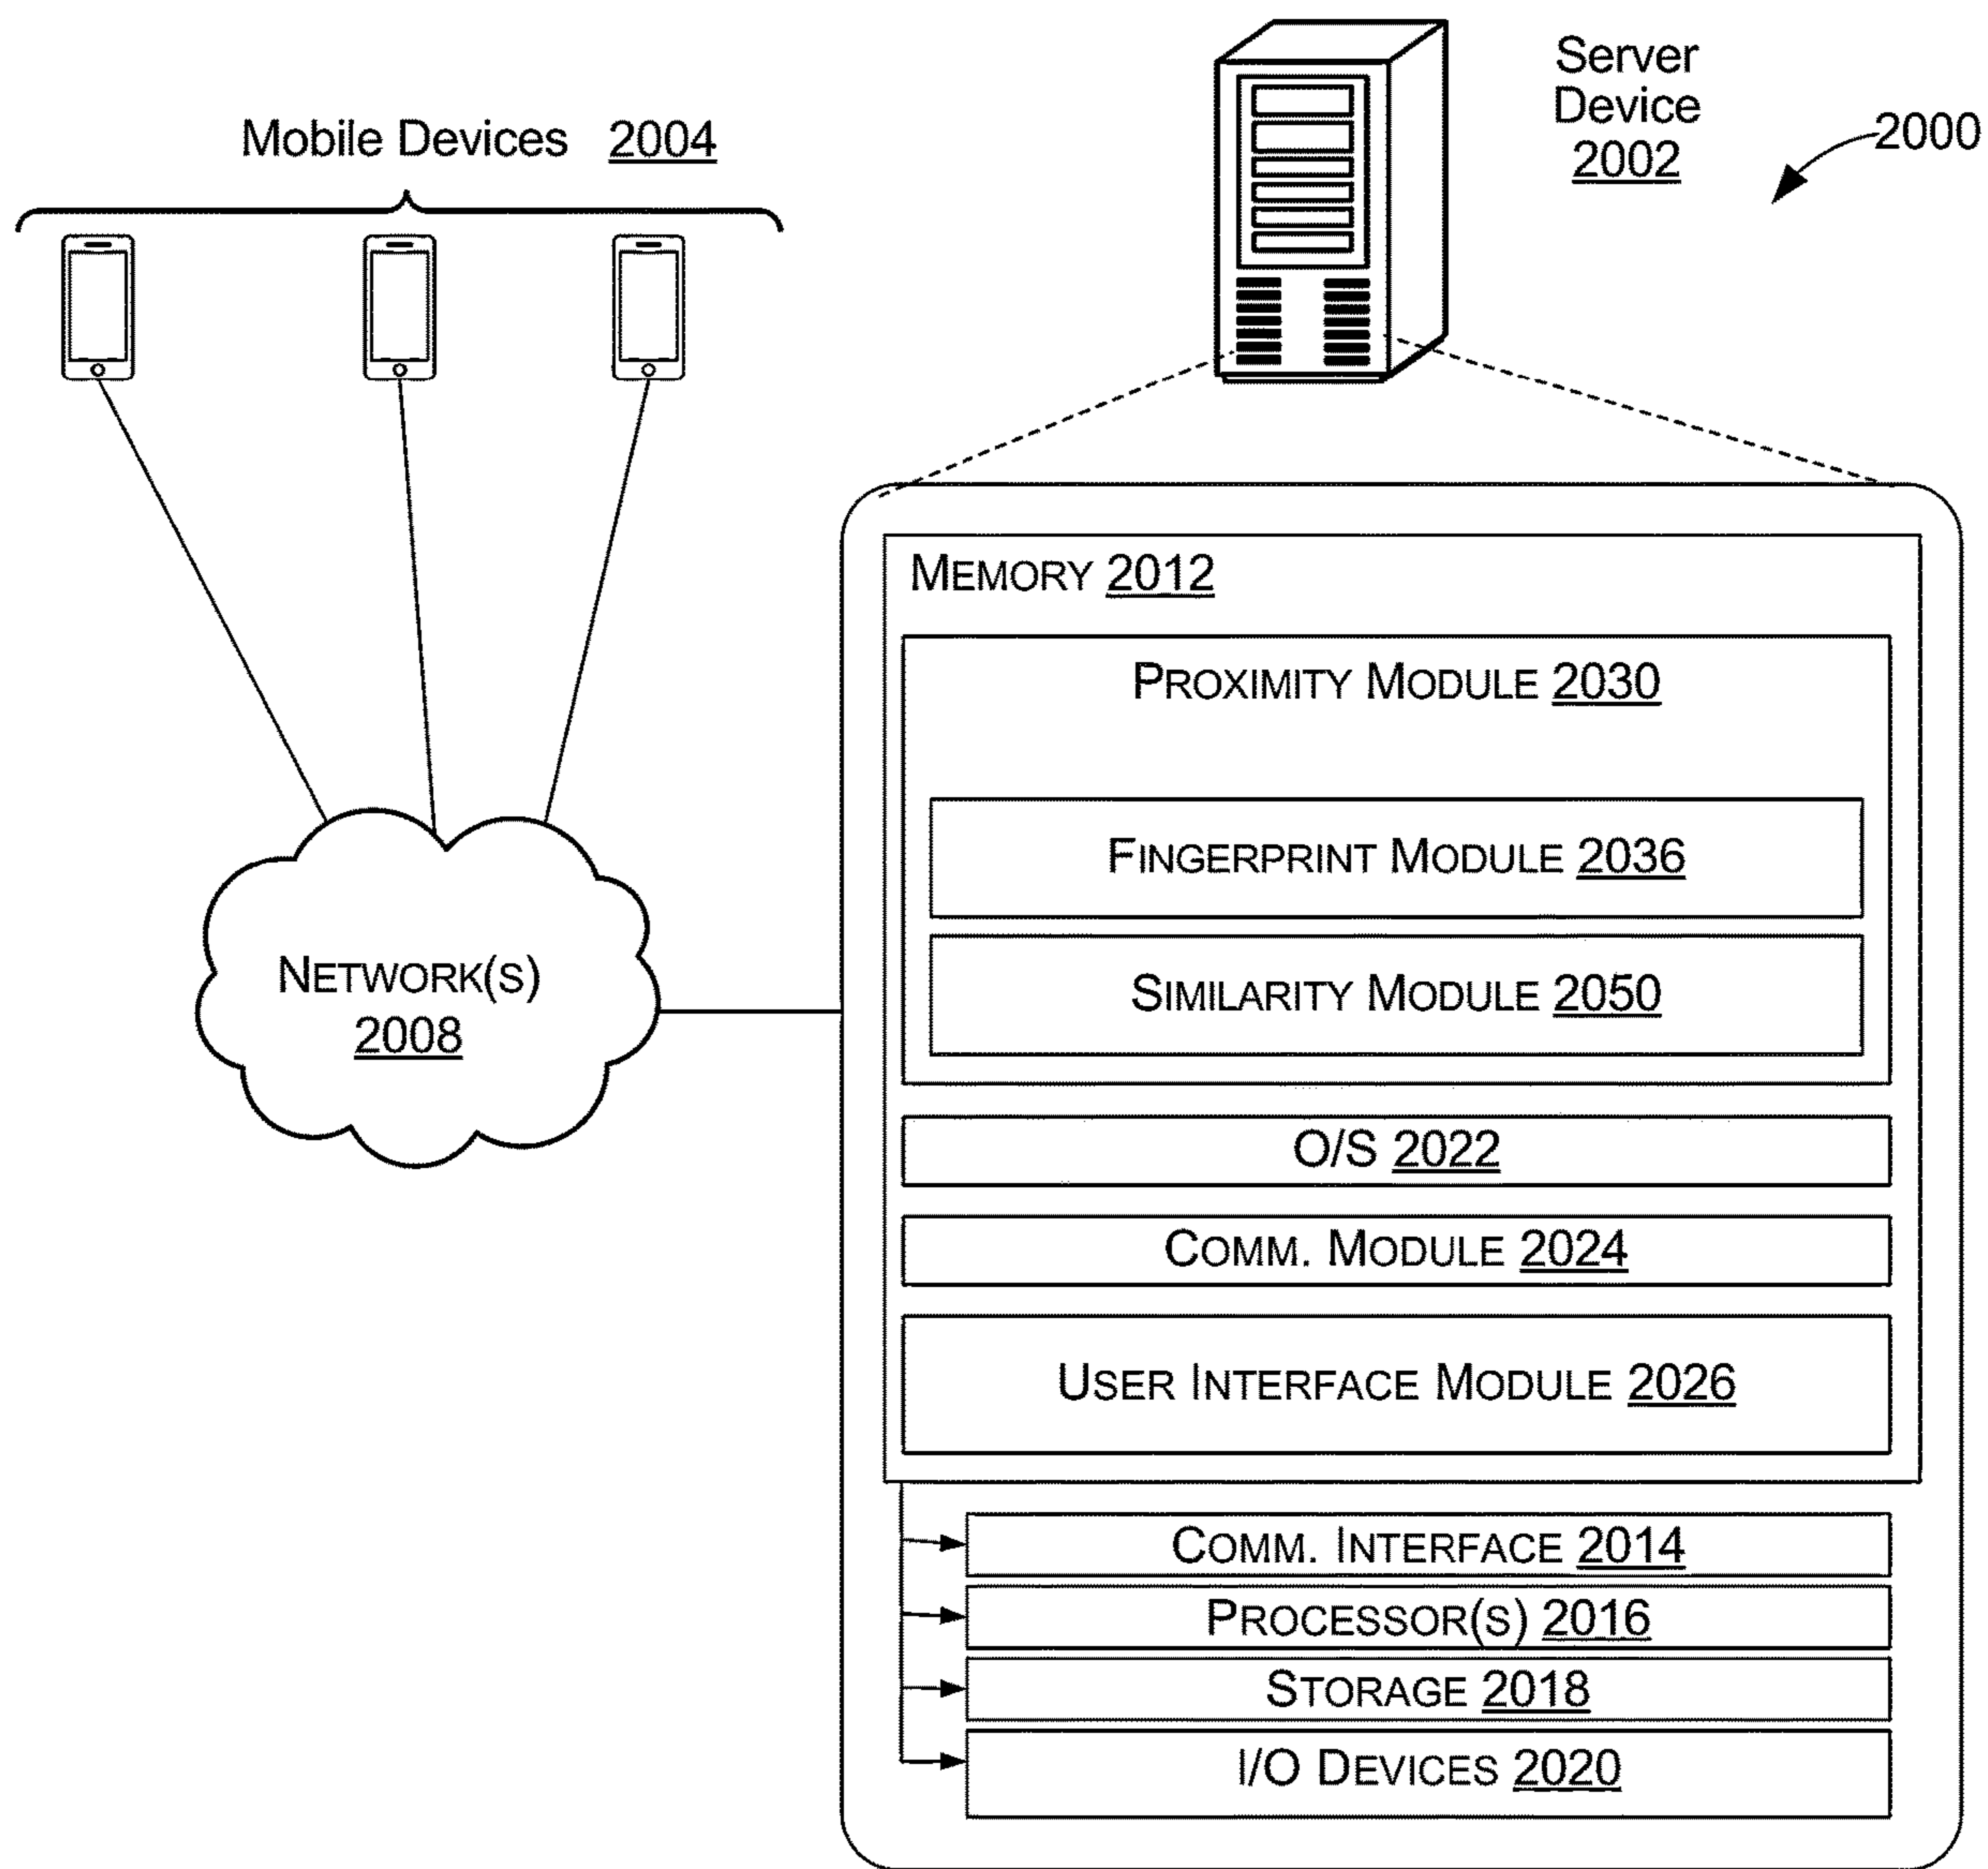 Server
Device
2002
2000
Mobile Devices 2004
MEMORY 2012
PROXIMITY MODULE 2030
FINGERPRINT MODULE 2036
SIMILARITY MODULE 2050
NETWORK(S)
2008
O/S 2022
COMM. MODULE 2024
USER INTERFACE MODULE 2026
COMM. INTERFACE 2014
PROCESSOR(S) 2016
STORAGE 2018
I/O DEVICES 2020